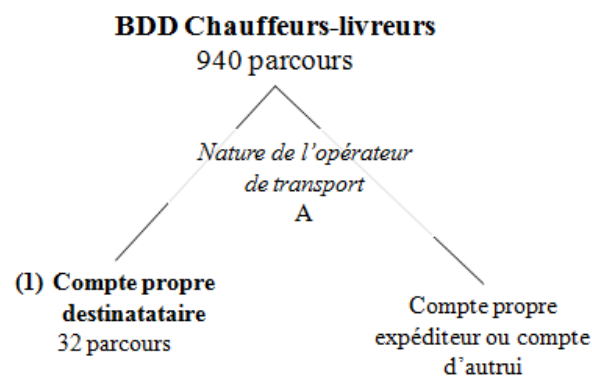 BDD Chauffeurs-livreurs
940 parcours
Nature de l'opérateur
de transport
A
(1) Compte propre
destinatataire
32 parcours
Compte propre
expéditeur ou compte
d'autrui